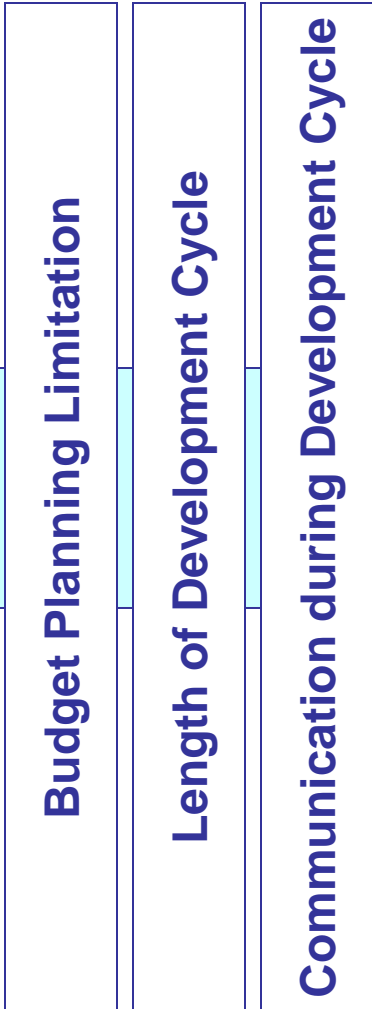 Budget Planning Limitation
Length of Development Cycle
Communication during Development Cycle